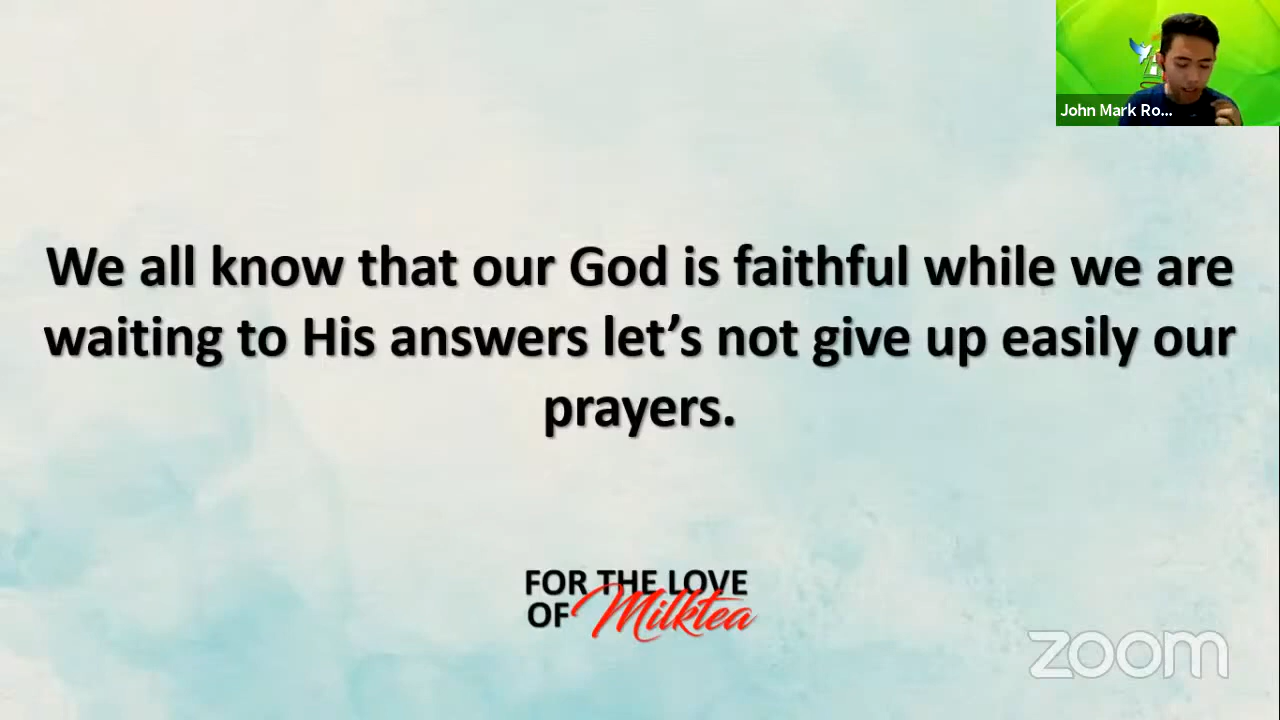 John Mark Ro...
We all know that our God is faithful while we are
waiting to His answers let’s not give up easily our
prayers.
FOR THE LOVE
OF Milktea
zoom